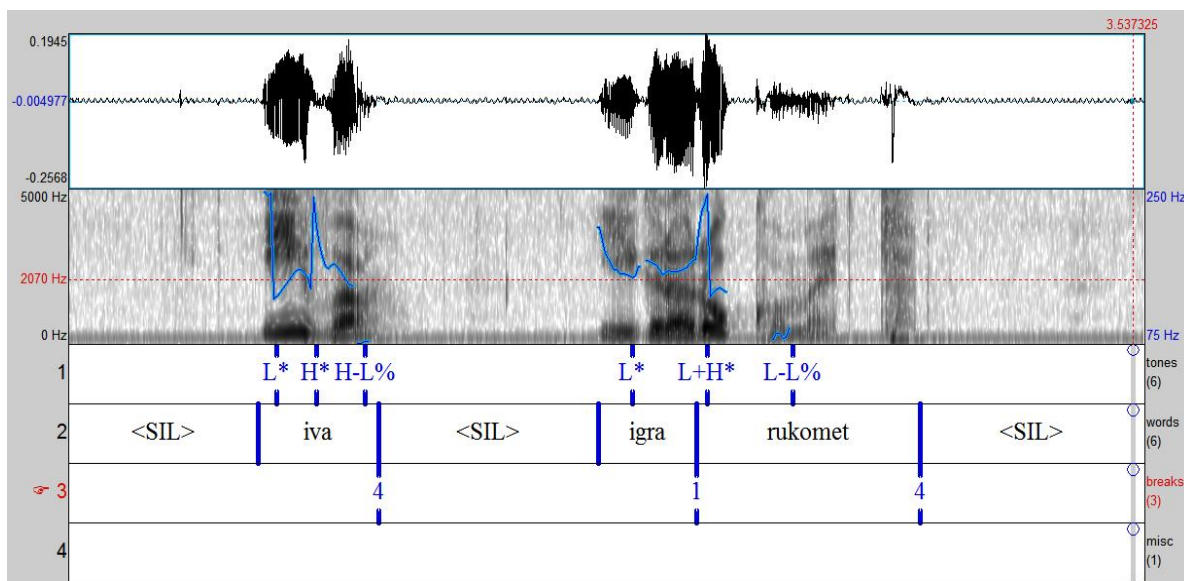 3.537325
0.1945
-0.004977
-0.2568
5000 Hz 250 Hz
2070 Hz
0 Hz 75 Hz
1 L* H* H-L% L* L+H* L-L% tones
(6)
2 <SIL> iva <SIL> igra rukomet <SIL> words
(6)
3 4 1 4 breaks
(3)
4 misc
(1)